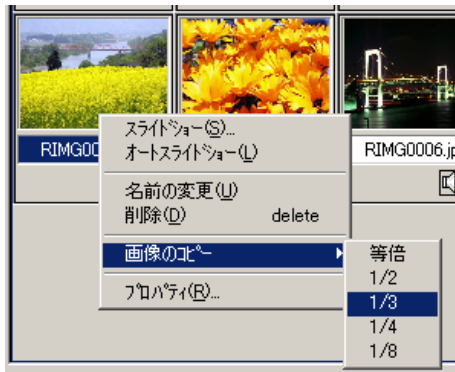 RIMG00
RIMG0006.jp
ｽﾗｲﾄﾞｼｮｰ(S)...
ｵｰﾄｽﾗｲﾄﾞｼｮｰ(L)
名前の変更(U)
削除(D) delete
画像のｺﾋﾟｰ
ﾌﾟﾛﾊﾟﾃｨ(R)...
等倍
1/2
1/3
1/4
1/8